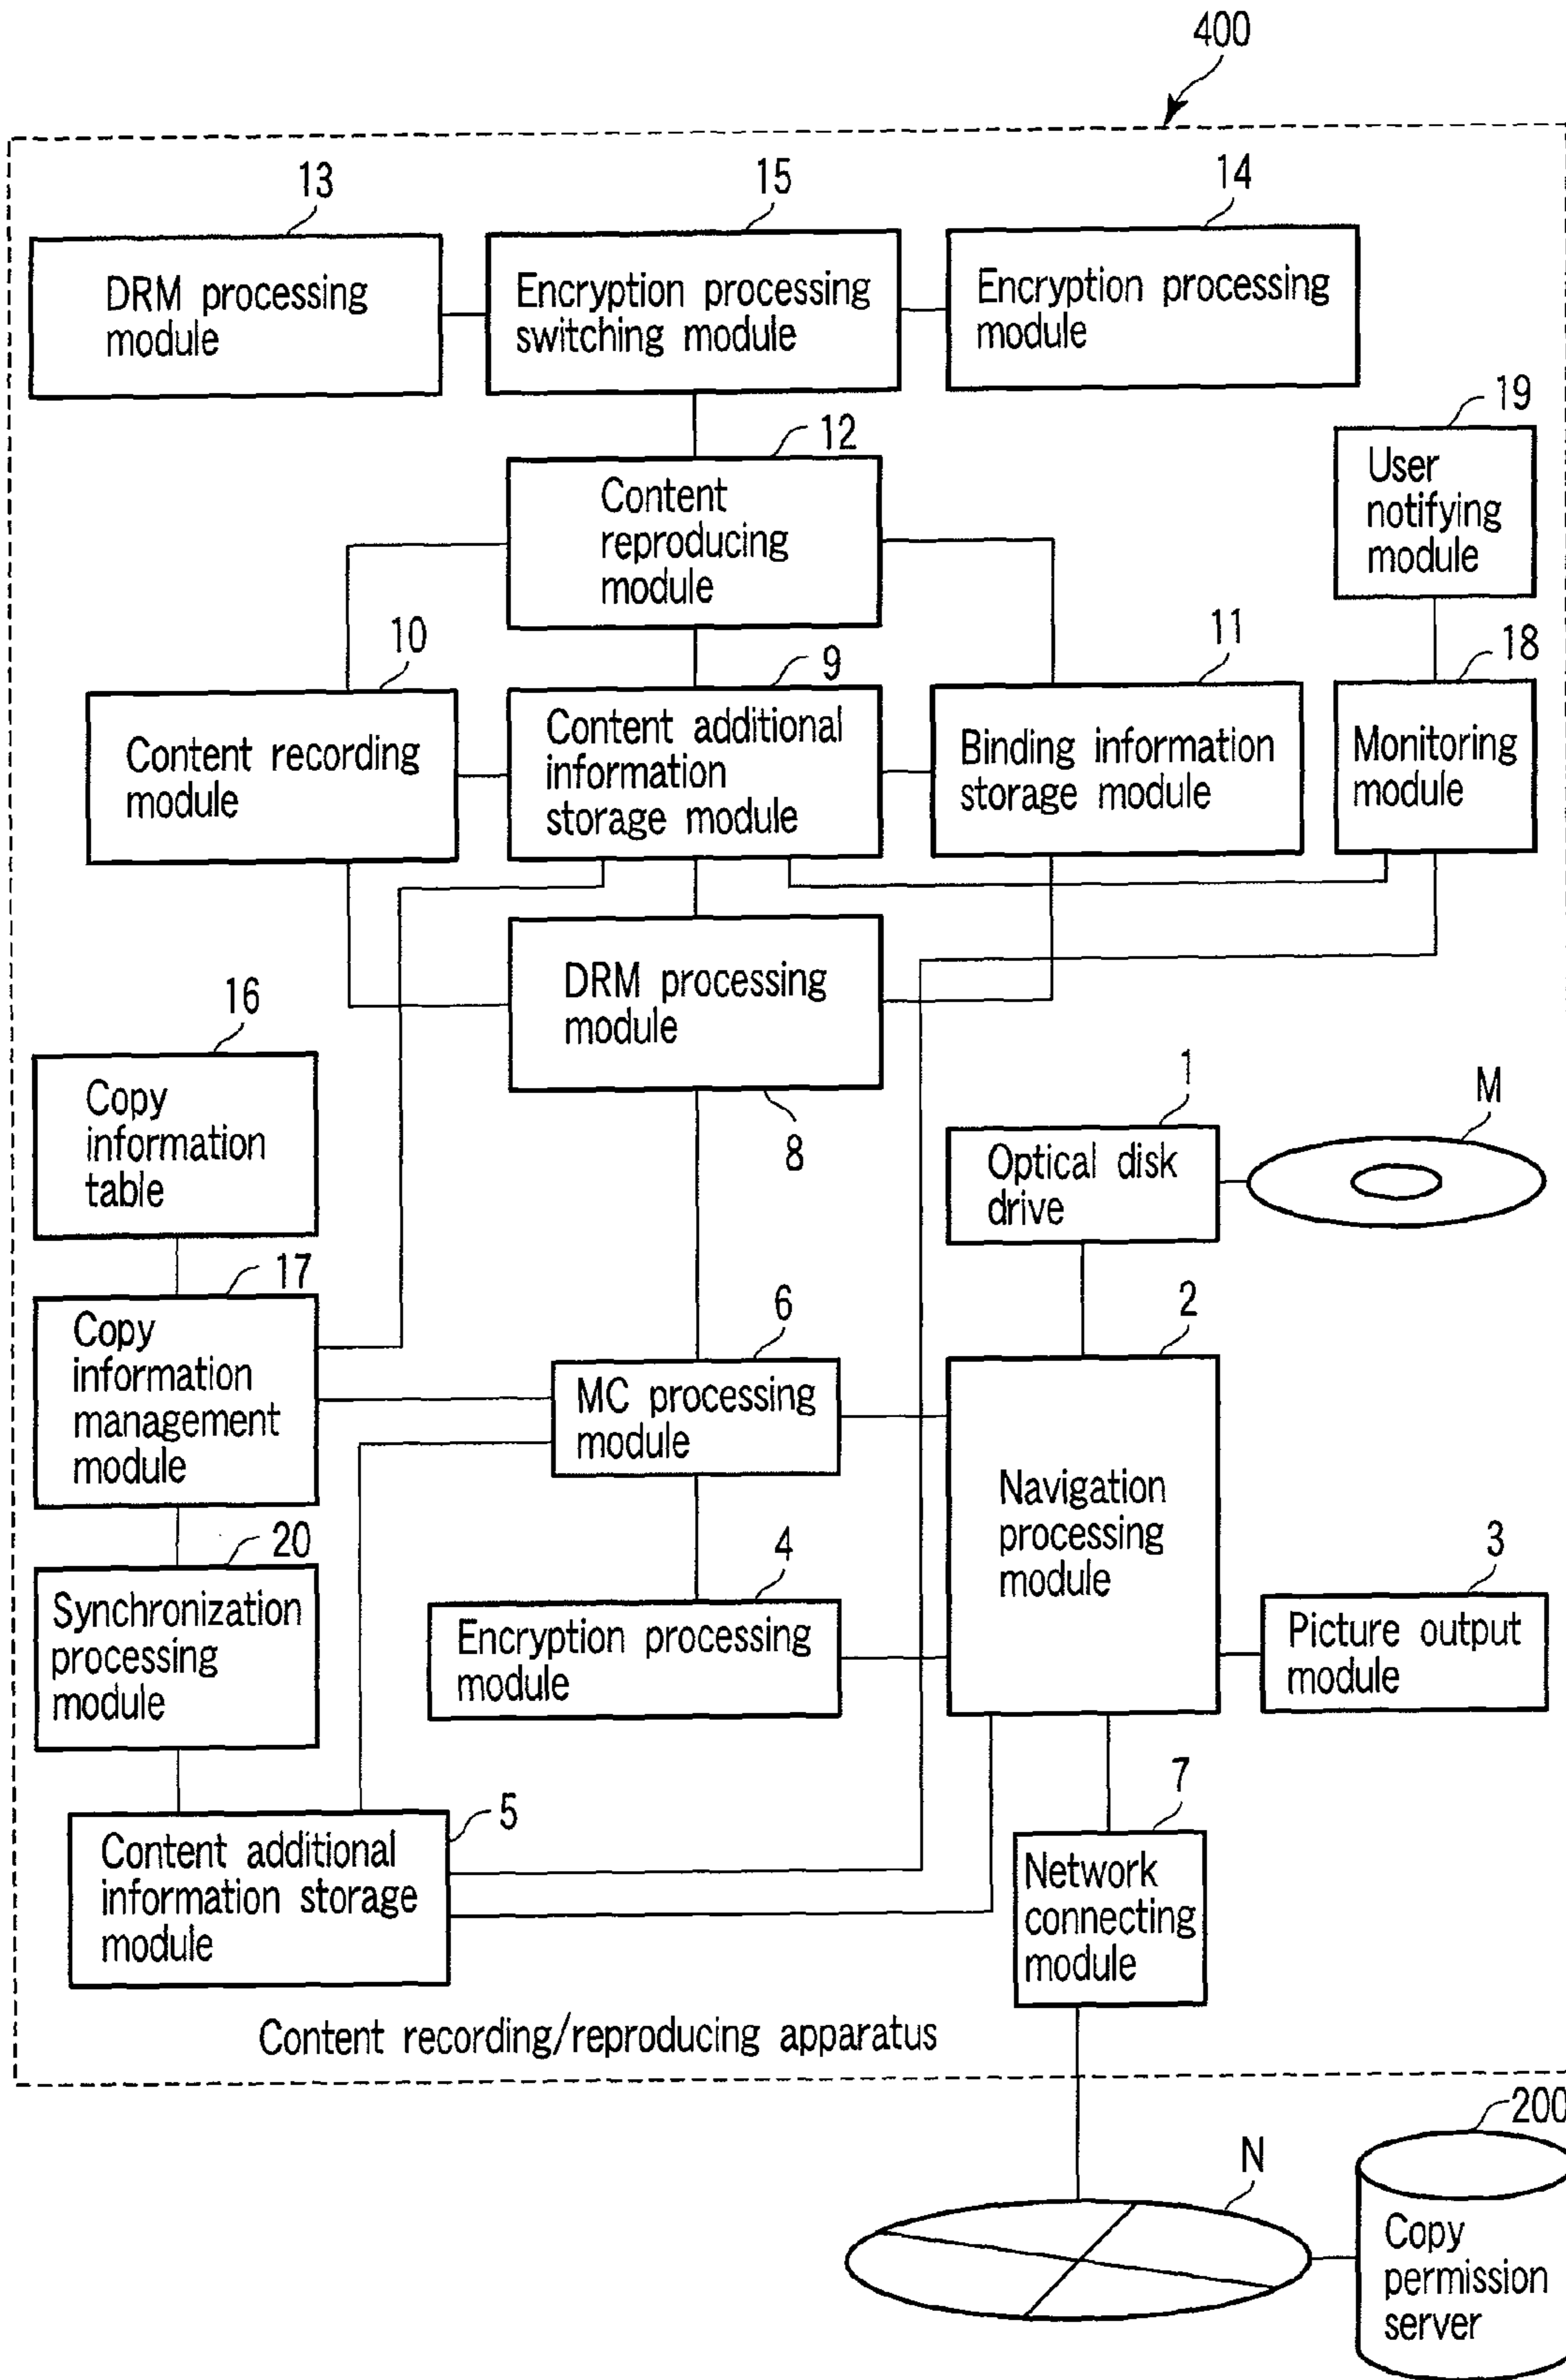 400
13
15
14
DRM processing
module
Encryption processing
switching module
Encryption processing
module
12
19
Content
reproducing
module
User
notifying
module
10
9
11
18
Content recording
module
Content additional
information
storage module
Binding information
storage module
Monitoring
module
16
DRM processing
module
8
Copy
information
table
1
M
Optical disk
drive
17
6
2
Copy
information
management
module
MC processing
module
Navigation
processing
module
20
4
3
Synchronization
processing
module
Encryption processing
module
Picture output
module
5
7
Content additional
information storage
module
Network
connecting
module
Content recording/reproducing apparatus
200
N
Copy
permission
server